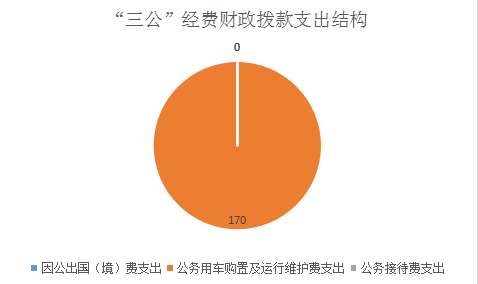 “三公”经费财政拨款支出结构
0
170
因公出国（境）费支出 公务用车购置及运行维护费支出 公务接待费支出